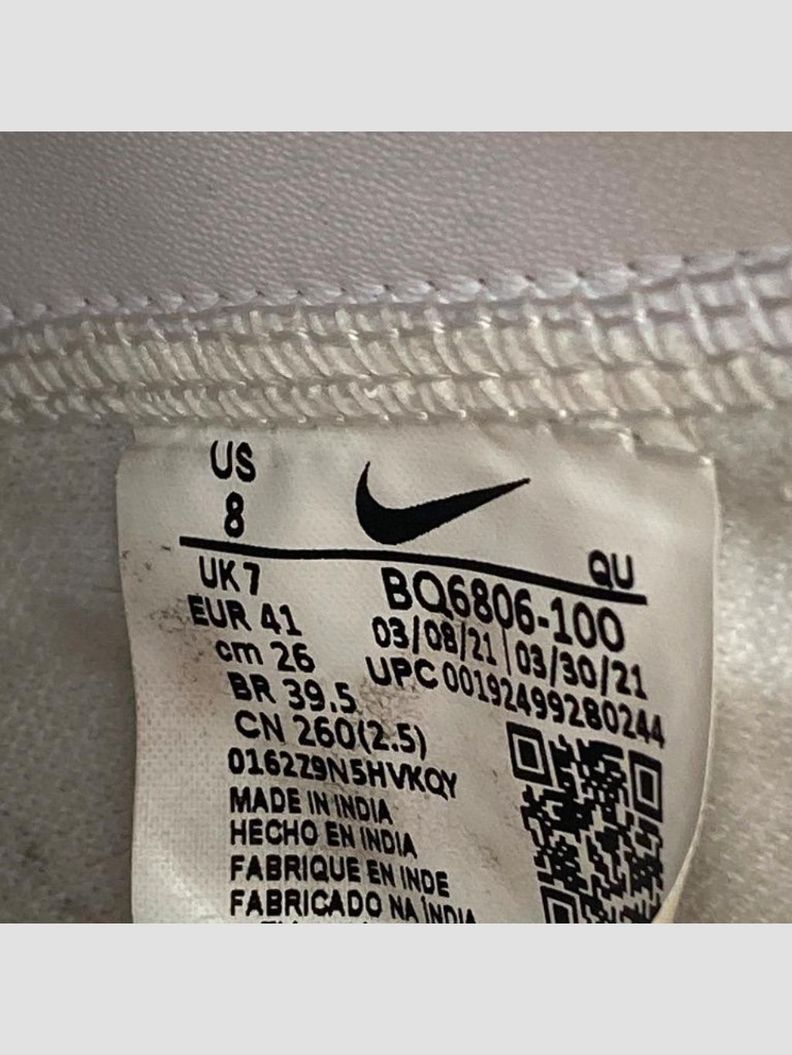 US
8
QU
UK 7
BQ6806-100
EUR 41
03/08/21 | 03/30/21
cm 26
UPC 00192499280244
BR 39.5
CN 260(2.5)
0162Z9N5HVKQY
MADE IN INDIA
HECHO EN INDIA
FABRIQUE EN INDE
FABRICADO NA ÍNDIA